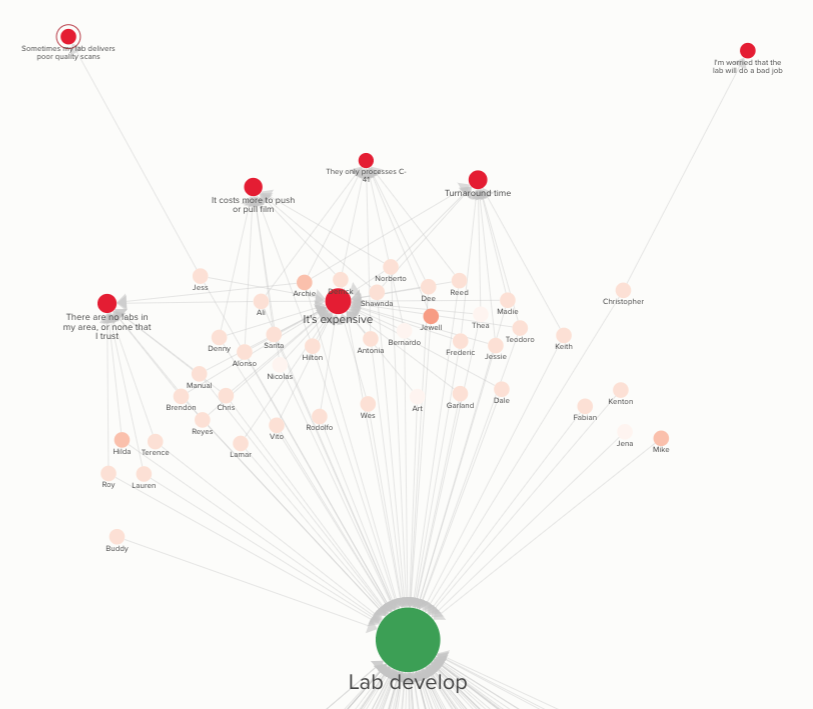 Sometimes my lab delivers
poor quality scans
I'm worried that the
lab will do a bad job
They only processes C-
41
Turnaround time
It costs more to push
or pull film
Norberto
Jess
Archie
Shawnda
Dee
Reed
Christopher
Ali
Madie
It's expensive
There are no labs in
my area, or none that
I trust
Jewell
Thea
Teodoro
Denny
Santa
Bernardo
Antonia
Frederic
Jessie
Keith
Alonso
Hilton
Nicolas
Manual
Kenton
Brendon
Chris
Wes
Art
Garland
Dale
Fabian
Reyes
Vito
Rodolfo
Jena
Mike
Hilda
Terence
Lamar
Roy
Lauren
Buddy
Lab develop